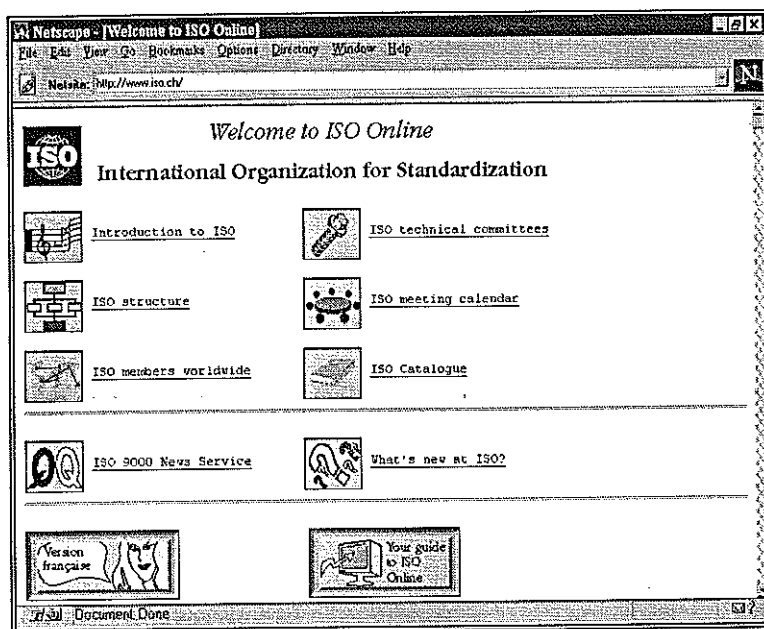 Netscape - [Welcome to ISO Online]
File Edit View Go Bookmarks Options Directory Window Help
Netsite: http://www.iso.ch/
N
Welcome to ISO Online
ISO
International Organization for Standardization
Introduction to ISO
ISO technical committees
ISO structure
ISO meeting calendar
ISO members worldwide
ISO Catalogue
ISO 9000 News Service
What's new at ISO?
Version
française
Your guide
to ISO
Online
Document: Done